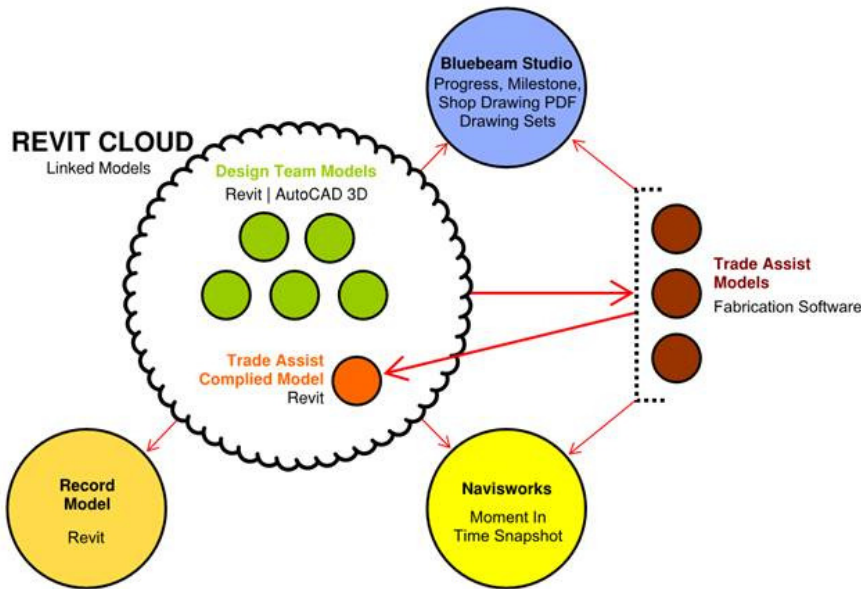 Bluebeam Studio
Progress, Milestone,
Shop Drawing PDF
Drawing Sets
REVIT CLOUD
Linked Models
Design Team Models
Revit | AutoCAD 3D
Trade Assist
Models
Fabrication Software
Trade Assist
Complied Model
Revit
Record
Model
Revit
Navisworks
Moment In
Time Snapshot